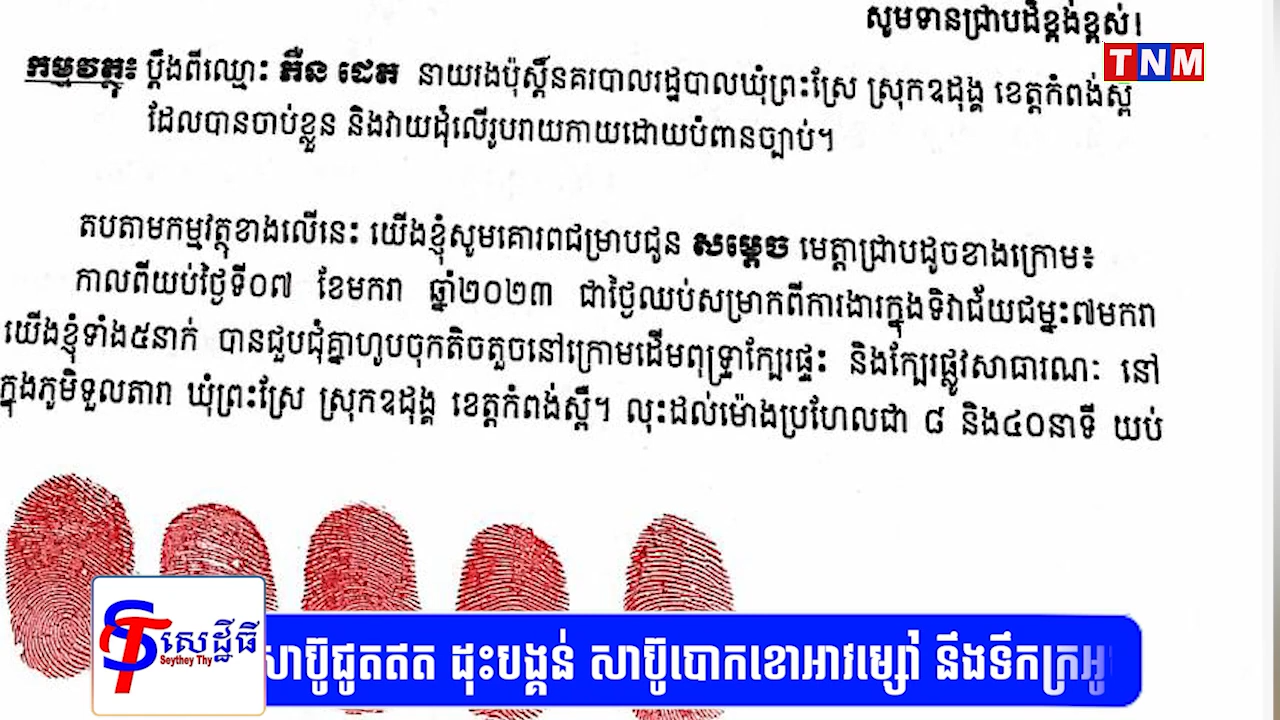 សូមទានជ្រាបដ៏ខ្ពង់ខ្ពស់!
TNM
កម្មវត្ថុ៖ ប្ដឹងពីឈ្មោះ គឺន ដេត នាយរងប៉ុស្តិ៍នគរបាលរដ្ឋបាលឃុំព្រះស្រែ ស្រុកឧដុង្គ ខេត្តកំពង់ស្ពឺ
ដែលបានចាប់ខ្លួន និងវាយដុំលើរូបរាយកាយដោយបំពានច្បាប់។
តបតាមកម្មវត្ថុខាងលើនេះ យើងខ្ញុំសូមគោរពជម្រាបជូន សម្ដេច មេត្តាជ្រាបដូចខាងក្រោម៖
កាលពីយប់ថ្ងៃទី០៧ ខែមករា ឆ្នាំ២០២៣ ជាថ្ងៃឈប់សម្រាកពីការងារក្នុងទិវាជ័យជម្នះ៧មករា
យើងខ្ញុំទាំង៥នាក់ បានជួបជុំគ្នាហូបចុកតិចតួចនៅក្រោមដើមពុទ្រាក្បែរផ្ទះ និងក្បែរផ្លូវសាធារណៈ នៅ
ក្នុងភូមិទួលតារា ឃុំព្រះស្រែ ស្រុកឧដុង្គ ខេត្តកំពង់ស្ពឺ។ លុះដល់ម៉ោងប្រហែលជា ៨ និង៤០នាទី យប់
ST សេដ្ឋីធី
Seythey Thy
សាប៊ូជូតឥត ដុះបង្គន់ សាប៊ូបោកខោអាវម្សៅ នឹងទឹកក្រអូ